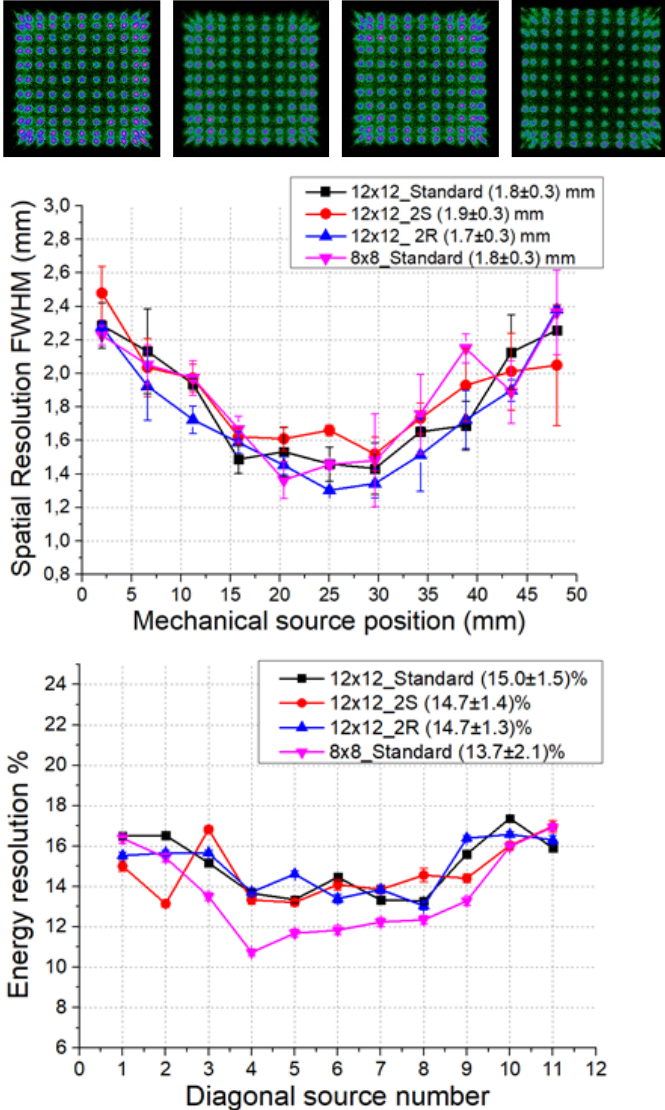 12x12_Standard (1.8±0.3) mm
12x12_2S (1.9±0.3) mm
12x12_ 2R (1.7±0.3) mm
8x8_Standard (1.8±0.3) mm
3,0
2,8
2,6
2,4
2,2
2,0
1,8
1,6
1,4
1,2
1,0
0,8
Spatial Resolution FWHM (mm)
0 5 10 15 20 25 30 35 40 45 50
Mechanical source position (mm)
12x12_Standard (15.0±1.5)%
12x12_2S (14.7±1.4)%
12x12_2R (14.7±1.3)%
8x8_Standard (13.7±2.1)%
24
22
20
18
16
14
12
10
8
6
Energy resolution %
0 1 2 3 4 5 6 7 8 9 10 11 12
Diagonal source number